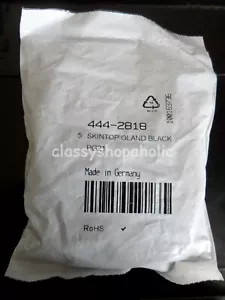 444-2818
5 SKINTOP GLAND BLACK
PG21
classyshopaholic
Made in Germany
RoHS ✓